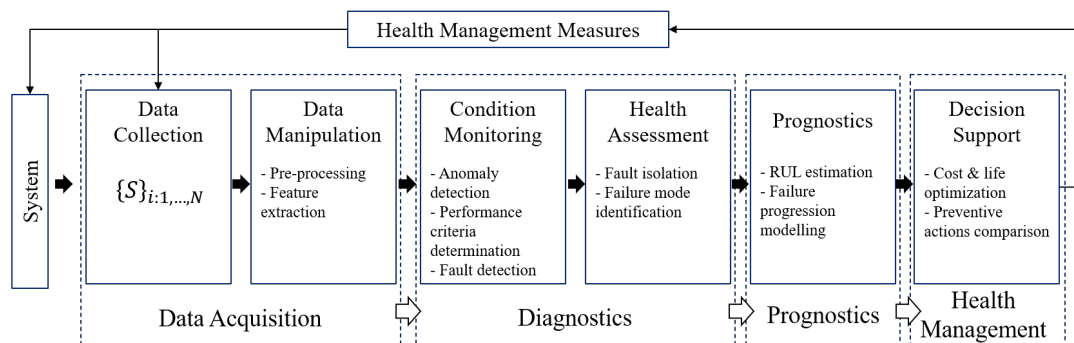 Health Management Measures
System
Data
Collection
{S}i:1,...,N
Data
Manipulation
- Pre-processing
- Feature
extraction
Condition
Monitoring
- Anomaly
detection
- Performance
criteria
determination
- Fault detection
Health
Assessment
- Fault isolation
- Failure mode
identification
Prognostics
- RUL estimation
- Failure
progression
modelling
Decision
Support
- Cost & life
optimization
- Preventive
actions comparison
Data Acquisition
Diagnostics
Prognostics
Health
Management